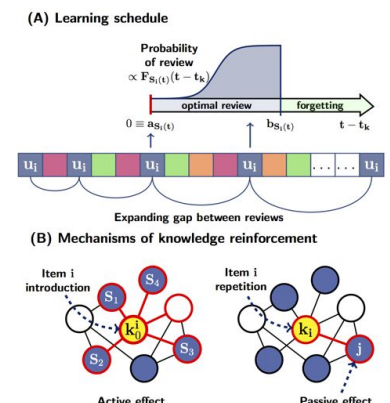 (A) Learning schedule
Probability
of review
∝ F_{S_i(t)}(t − t_k)
optimal review
forgetting
0 ≡ a_{S_i(t)}
b_{S_i(t)}
t − t_k
u_i u_i u_i u_i ... ... u_i
Expanding gap between reviews
(B) Mechanisms of knowledge reinforcement
Item i
introduction
S_4
S_1
k_0^i
S_2
S_3
Active effect
Item i
repetition
k_i
j
Passive effect